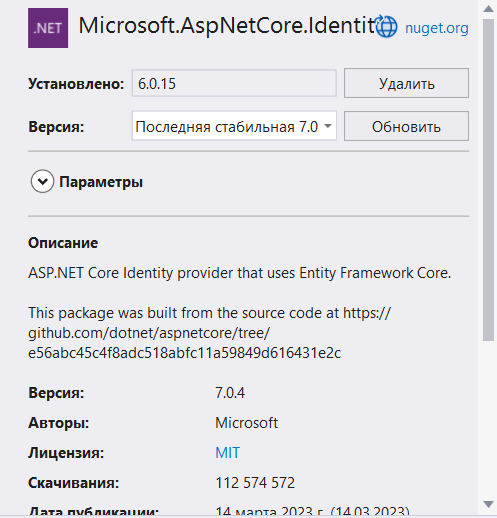 .NET
Microsoft.AspNetCore.Identit
nuget.org
Установлено: 6.0.15 Удалить
Версия: Последняя стабильная 7.0 Обновить
Параметры
Описание
ASP.NET Core Identity provider that uses Entity Framework Core.
This package was built from the source code at https://
github.com/dotnet/aspnetcore/tree/
e56abc45c4f8adc518abfc11a59849d616431e2c
Версия: 7.0.4
Авторы: Microsoft
Лицензия: MIT
Скачивания: 112 574 572
Дата публикации: 14 марта 2023 г. (14.03.2023)